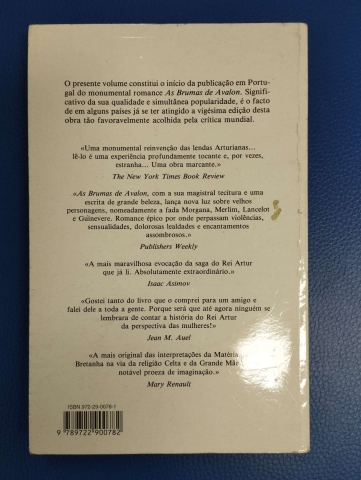 O presente volume constitui o início da publicação em Portu-
gal do monumental romance As Brumas de Avalon. Signifi-
cativo da sua qualidade e simultânea popularidade, é o facto
de em alguns países já se ter atingido a vigésima edição desta
obra tão favoravelmente acolhida pela crítica mundial.
«Uma monumental reinvenção das lendas Arturianas...
lê-lo é uma experiência profundamente tocante e, por vezes,
estranha... Uma obra marcante.»
The New York Times Book Review
«As Brumas de Avalon, com a sua magistral tecitura e uma
escrita de grande beleza, lança nova luz sobre velhos
personagens, nomeadamente a fada Morgana, Merlim, Lancelot
e Guinevere. Romance épico por onde perpassam violências,
sensualidades, dolorosas lealdades e encantamentos
assombrosos.»
Publishers Weekly
«A mais maravilhosa evocação da saga do Rei Artur
que já li. Absolutamente extraordinário.»
Isaac Asimov
«Gostei tanto do livro que o comprei para um amigo e
falei dele a toda a gente. Porque será que até agora ninguém se
lembrara de contar a história do Rei Artur
da perspectiva das mulheres!»
Jean M. Auel
«A mais original das interpretações da Matéria
Bretanha na via da religião Celta e da Grande
notável proeza de imaginação.»
Mary Renault
ISBN 972-29-0078-1
9 789722 900782